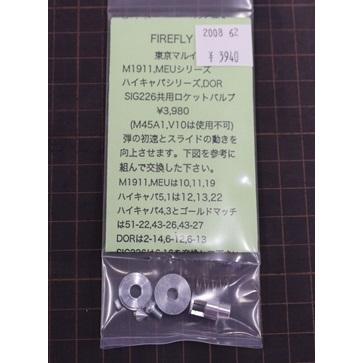 FIREFLY
2008 62
¥ 3940
東京マルイ
M1911,MEUシリーズ
ハイキャパシリーズ,DOR
SIG226共用ロケットバルブ
¥3,980
(M45A1,V10は使用不可)
弾の初速とスライドの動きを
向上させます。下図を参考に
組んで交換した下さい。
M1911,MEUは10,11,19
ハイキャパ5,1は12,13,22
ハイキャパ4,3とゴールドマッチ
は51-22,43-26,43-27
DORは2-14,6-12,6-13